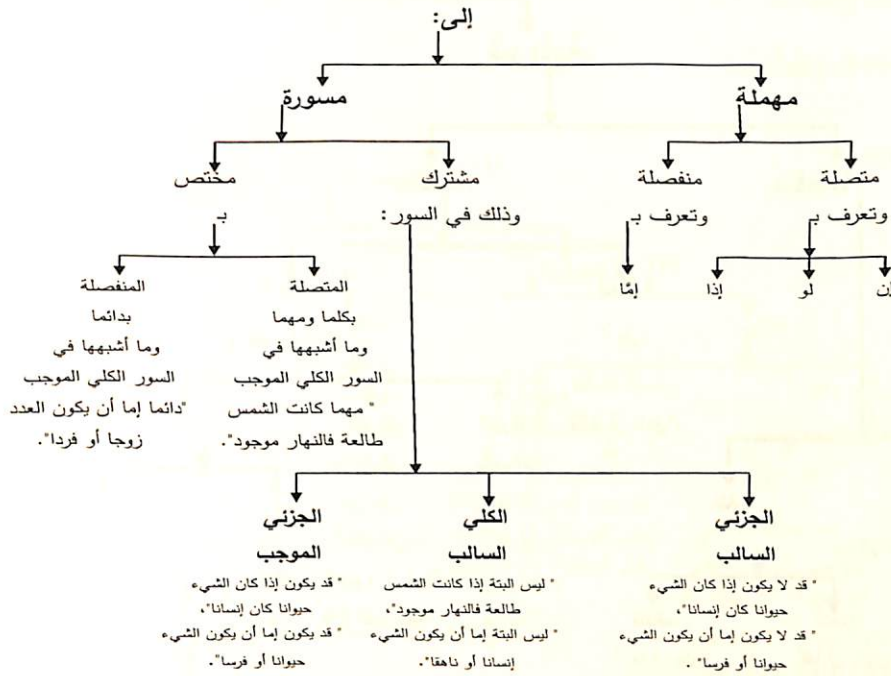 إلى:
مهملة
مسورة
متصلة
منفصلة
مشترك
مختص
وتعرف بـ
وتعرف بـ
وذلك في السور:
بـ
إن
لو
إذا
إمّا
المتصلة
بكلما ومهما
وما أشبهها في
السور الكلي الموجب
"مهما كانت الشمس
طالعة فالنهار موجود".
المنفصلة
بدائما
وما أشبهها في
السور الكلي الموجب
"دائما إما أن يكون العدد
زوجا أو فردا".
الجزئي
السالب
"قد لا يكون إذا كان الشيء
حيوانا كان إنسانا"،
"قد لا يكون إما أن يكون الشيء
حيوانا أو فرسا".
الكلي
السالب
"ليس البتة إذا كانت الشمس
طالعة فالنهار موجود"،
"ليس البتة إما أن يكون الشيء
إنسانا أو ناهقا".
الجزئي
الموجب
"قد يكون إذا كان الشيء
حيوانا كان إنسانا"،
"قد يكون إما أن يكون الشيء
حيوانا أو فرسا".